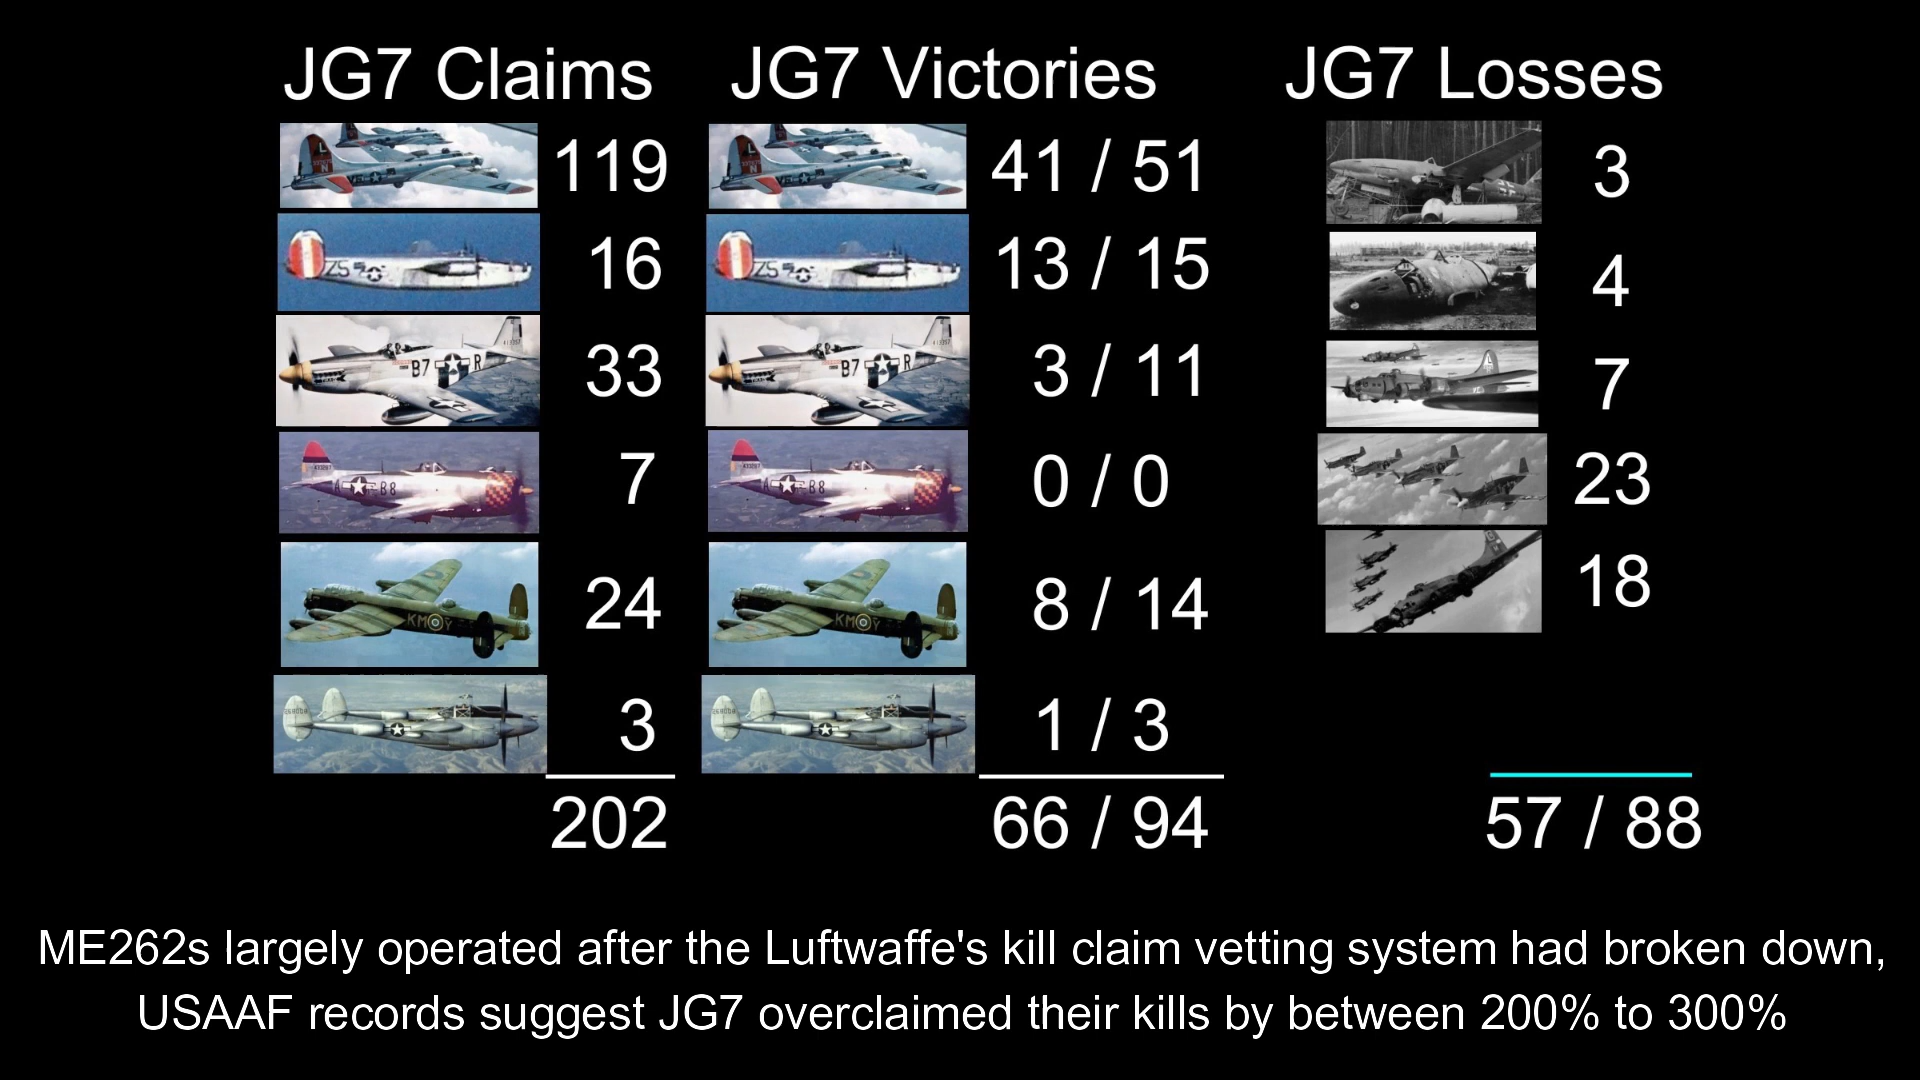 JG7 Claims JG7 Victories JG7 Losses
119 41 / 51 3
16 13 / 15 4
33 3 / 11 7
7 0 / 0 23
24 8 / 14 18
3 1 / 3
202 66 / 94 57 / 88
ME262s largely operated after the Luftwaffe's kill claim vetting system had broken down,
USAAF records suggest JG7 overclaimed their kills by between 200% to 300%